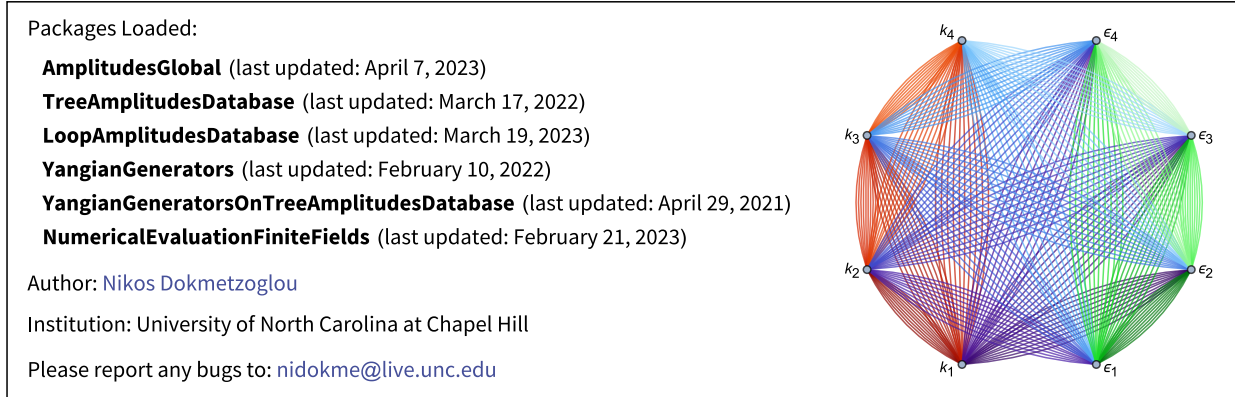 Packages Loaded:
AmplitudesGlobal (last updated: April 7, 2023)
TreeAmplitudesDatabase (last updated: March 17, 2022)
LoopAmplitudesDatabase (last updated: March 19, 2023)
YangianGenerators (last updated: February 10, 2022)
YangianGeneratorsOnTreeAmplitudesDatabase (last updated: April 29, 2021)
NumericalEvaluationFiniteFields (last updated: February 21, 2023)
Author: Nikos Dokmetzoglou
Institution: University of North Carolina at Chapel Hill
Please report any bugs to: nidokme@live.unc.edu
k₄ ϵ₄
k₃ ϵ₃
k₂ ϵ₂
k₁ ϵ₁